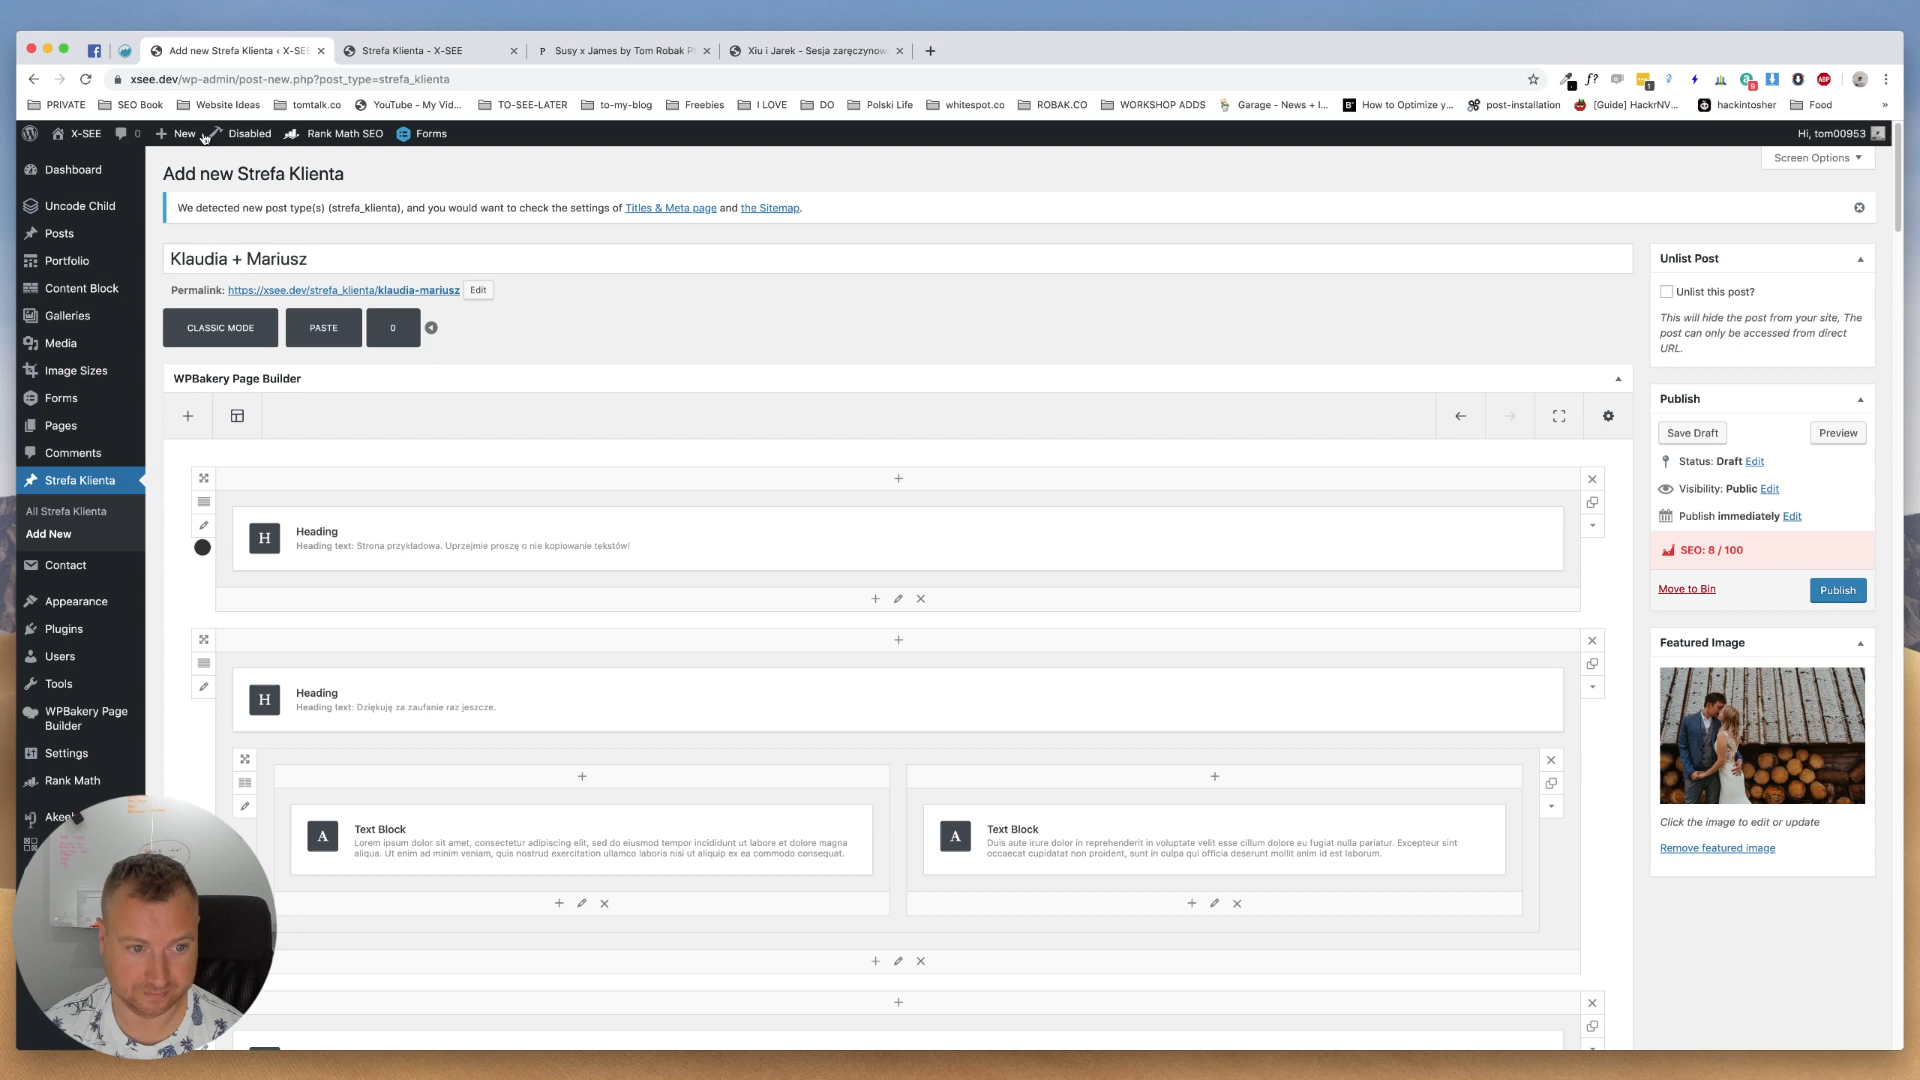 Add new Strefa Klienta ‹ X-SEE
Strefa Klienta - X-SEE
Susy x James by Tom Robak P
Xiu i Jarek - Sesja zaręczynow
xsee.dev/wp-admin/post-new.php?post_type=strefa_klienta
PRIVATE
SEO Book
Website Ideas
tomtalk.co
YouTube - My Vid...
TO-SEE-LATER
to-my-blog
Freebies
I LOVE
DO
Polski Life
whitespot.co
ROBAK.CO
WORKSHOP ADDS
Garage - News + I...
How to Optimize y...
post-installation
[Guide] HackrNV...
hackintosher
Food
X-SEE
0
New
Disabled
Rank Math SEO
Forms
Hi, tom00953
Screen Options
Dashboard
Uncode Child
Posts
Portfolio
Content Block
Galleries
Media
Image Sizes
Forms
Pages
Comments
Strefa Klienta
All Strefa Klienta
Add New
Contact
Appearance
Plugins
Users
Tools
WPBakery Page
Builder
Settings
Rank Math
Akee
Add new Strefa Klienta
We detected new post type(s) (strefa_klienta), and you would want to check the settings of Titles & Meta page and the Sitemap.
Klaudia + Mariusz
Permalink: https://xsee.dev/strefa_klienta/klaudia-mariusz
Edit
CLASSIC MODE
PASTE
0
WPBakery Page Builder
H
Heading
Heading text: Strona przykładowa. Uprzejmie proszę o nie kopiowanie tekstów!
H
Heading
Heading text: Dziękuję za zaufanie raz jeszcze.
A
Text Block
Lorem ipsum dolor sit amet, consectetur adipiscing elit, sed do eiusmod tempor incididunt ut labore et dolore magna
aliqua. Ut enim ad minim veniam, quis nostrud exercitation ullamco laboris nisi ut aliquip ex ea commodo consequat.
A
Text Block
Duis aute irure dolor in reprehenderit in voluptate velit esse cillum dolore eu fugiat nulla pariatur. Excepteur sint
occaecat cupidatat non proident, sunt in culpa qui officia deserunt mollit anim id est laborum.
Unlist Post
Unlist this post?
This will hide the post from your site, The
post can only be accessed from direct
URL.
Publish
Save Draft
Preview
Status: Draft Edit
Visibility: Public Edit
Publish immediately Edit
SEO: 8 / 100
Move to Bin
Publish
Featured Image
Click the image to edit or update
Remove featured image